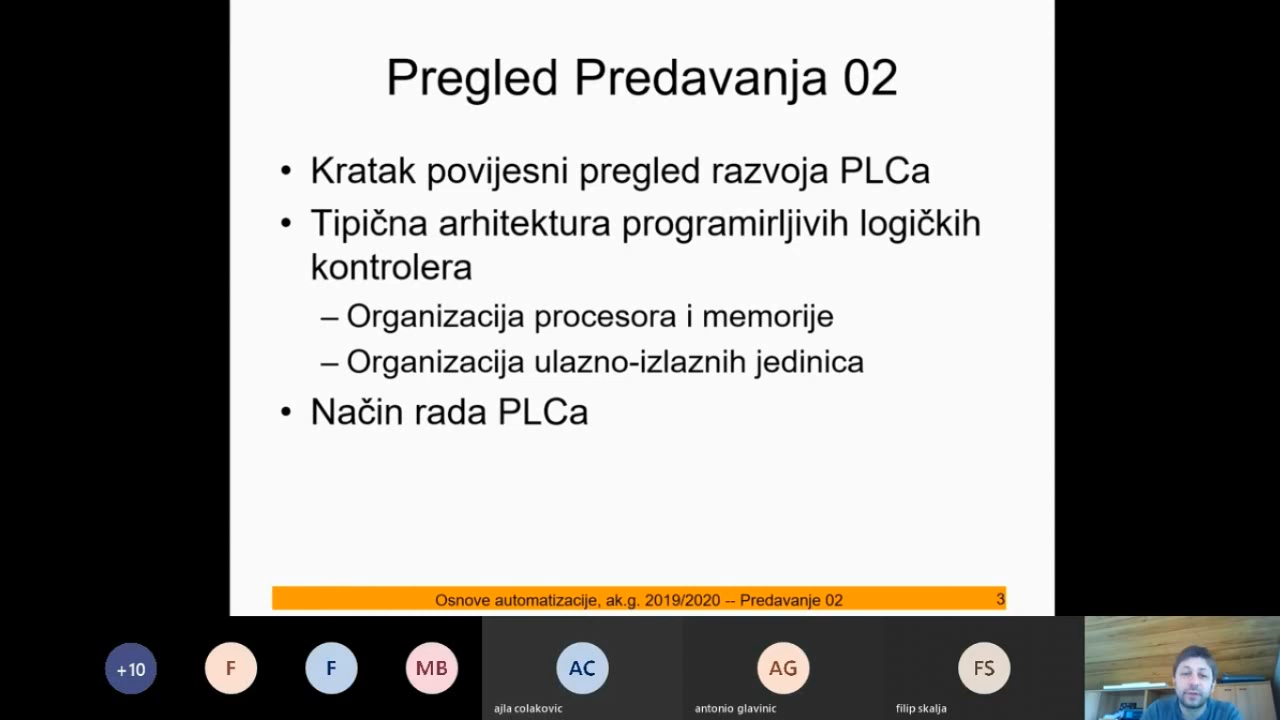 Pregled Predavanja 02
• Kratak povijesni pregled razvoja PLCa
• Tipična arhitektura programirljivih logičkih
kontrolera
– Organizacija procesora i memorije
– Organizacija ulazno-izlaznih jedinica
• Način rada PLCa
Osnove automatizacije, ak.g. 2019/2020 -- Predavanje 02
3
+10
F
F
MB
AC
AG
FS
ajla colakovic
antonio glavinic
filip skalja